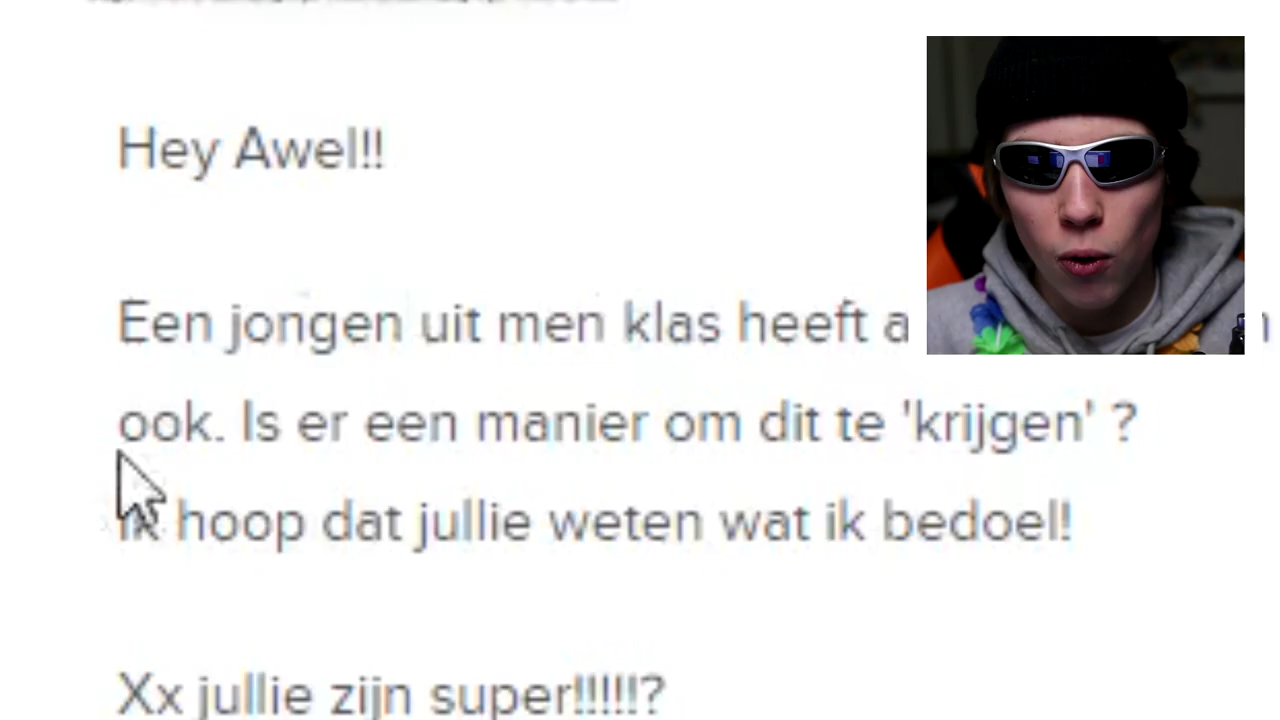 Hey Awel!!
Een jongen uit men klas heeft
ook. Is er een manier om dit te 'krijgen' ?
Ik hoop dat jullie weten wat ik bedoel!
Xx jullie zijn super!!!!!?